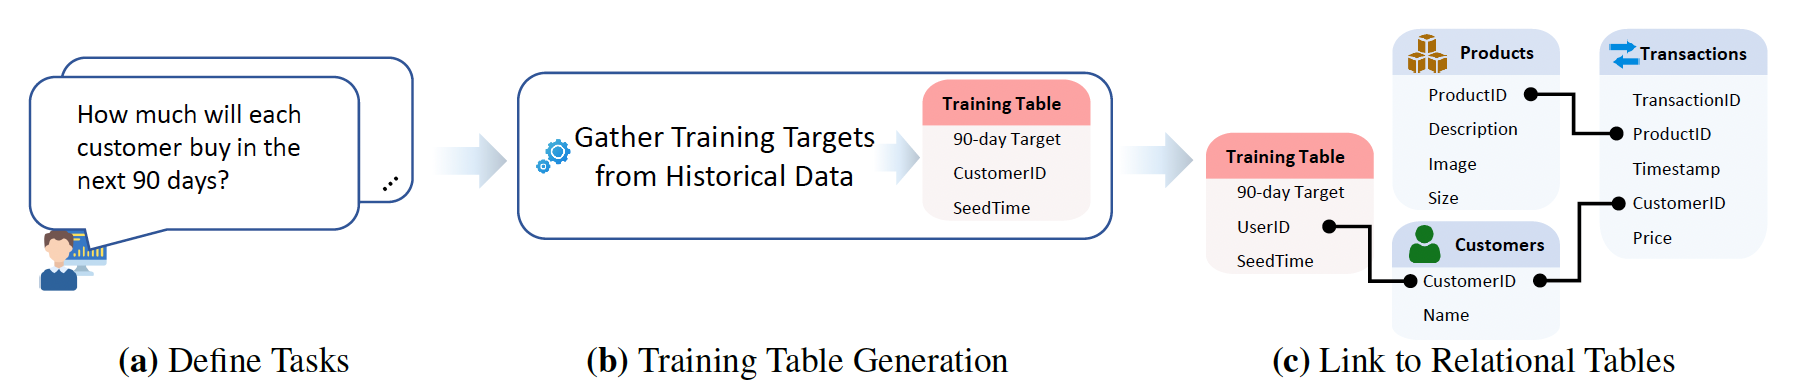 How much will each
customer buy in the
next 90 days?
...
Gather Training Targets
from Historical Data
Training Table
90-day Target
CustomerID
SeedTime
Training Table
90-day Target
UserID
SeedTime
Products
ProductID
Description
Image
Size
Customers
CustomerID
Name
Transactions
TransactionID
ProductID
Timestamp
CustomerID
Price
(a) Define Tasks
(b) Training Table Generation
(c) Link to Relational Tables